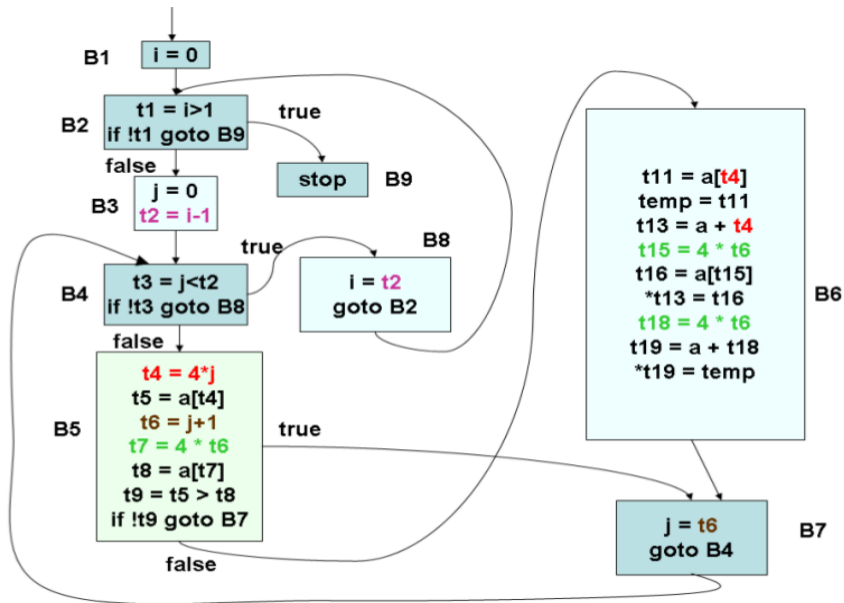 B1
i = 0
B2
t1 = i>1
if !t1 goto B9
true
false
stop
B9
B3
j = 0
t2 = i-1
true
B8
B4
t3 = j<t2
if !t3 goto B8
i = t2
goto B2
false
B5
t4 = 4*j
t5 = a[t4]
t6 = j+1
t7 = 4 * t6
t8 = a[t7]
t9 = t5 > t8
if !t9 goto B7
true
false
t11 = a[t4]
temp = t11
t13 = a + t4
t15 = 4 * t6
t16 = a[t15]
*t13 = t16
t18 = 4 * t6
t19 = a + t18
*t19 = temp
B6
j = t6
goto B4
B7